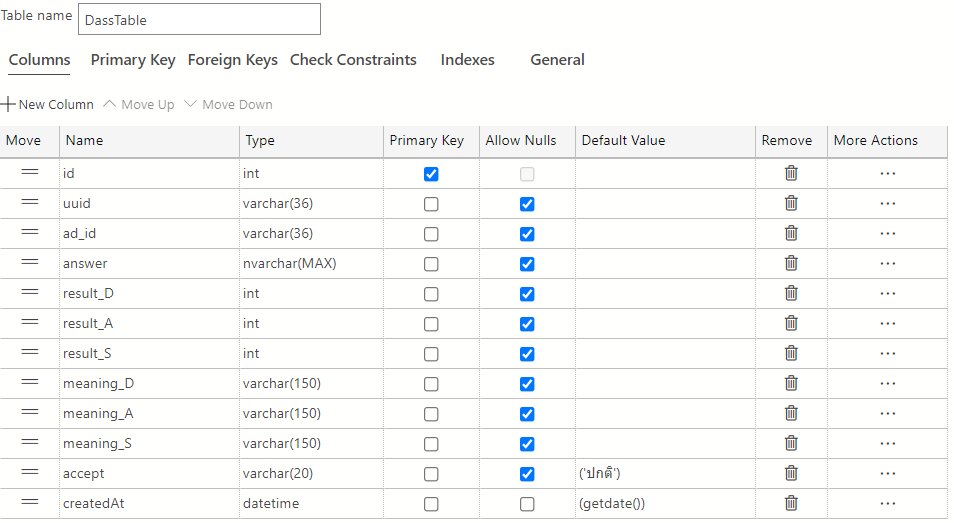 Table name DassTable
Columns Primary Key Foreign Keys Check Constraints Indexes General
New Column Move Up Move Down
Move Name Type Primary Key Allow Nulls Default Value Remove More Actions
id int
uuid varchar(36)
ad_id varchar(36)
answer nvarchar(MAX)
result_D int
result_A int
result_S int
meaning_D varchar(150)
meaning_A varchar(150)
meaning_S varchar(150)
accept varchar(20) ('ปกติ')
createdAt datetime (getdate())